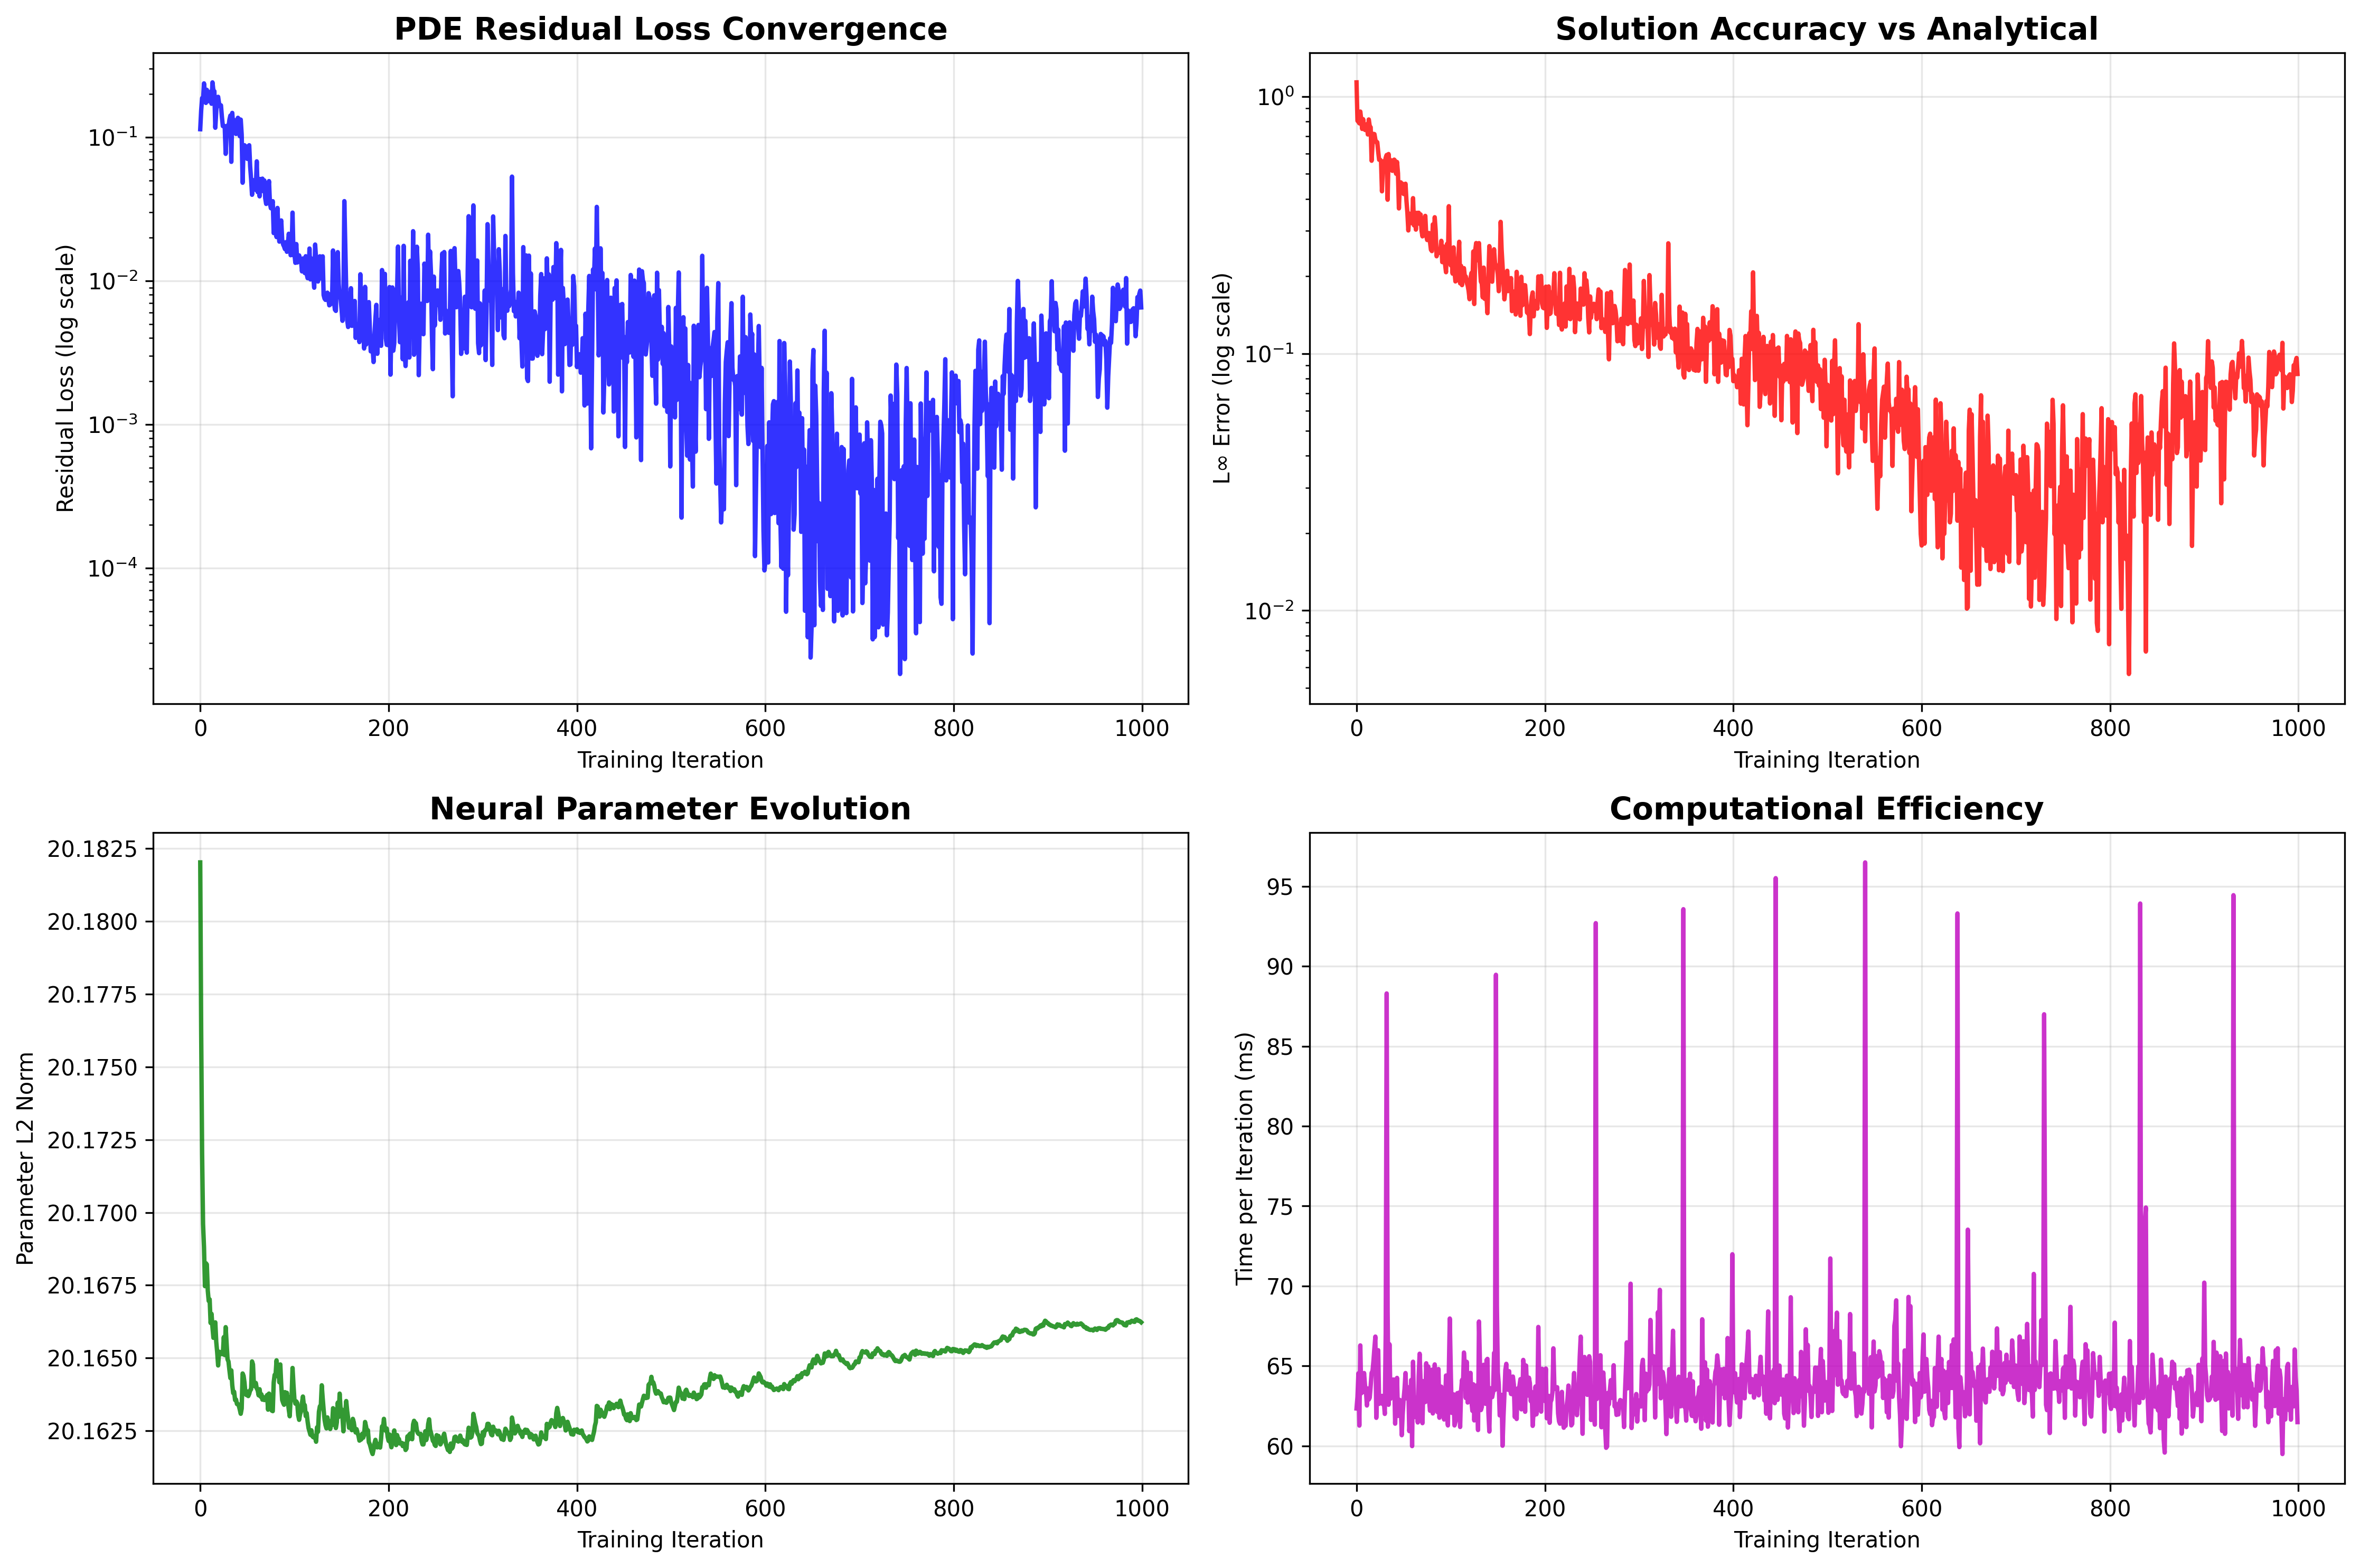 PDE Residual Loss Convergence
Residual Loss (log scale)
10⁻¹
10⁻²
10⁻³
10⁻⁴
0 200 400 600 800 1000
Training Iteration
Solution Accuracy vs Analytical
L∞ Error (log scale)
10⁰
10⁻¹
10⁻²
0 200 400 600 800 1000
Training Iteration
Neural Parameter Evolution
Parameter L2 Norm
20.1825
20.1800
20.1775
20.1750
20.1725
20.1700
20.1675
20.1650
20.1625
0 200 400 600 800 1000
Training Iteration
Computational Efficiency
Time per Iteration (ms)
95
90
85
80
75
70
65
60
0 200 400 600 800 1000
Training Iteration